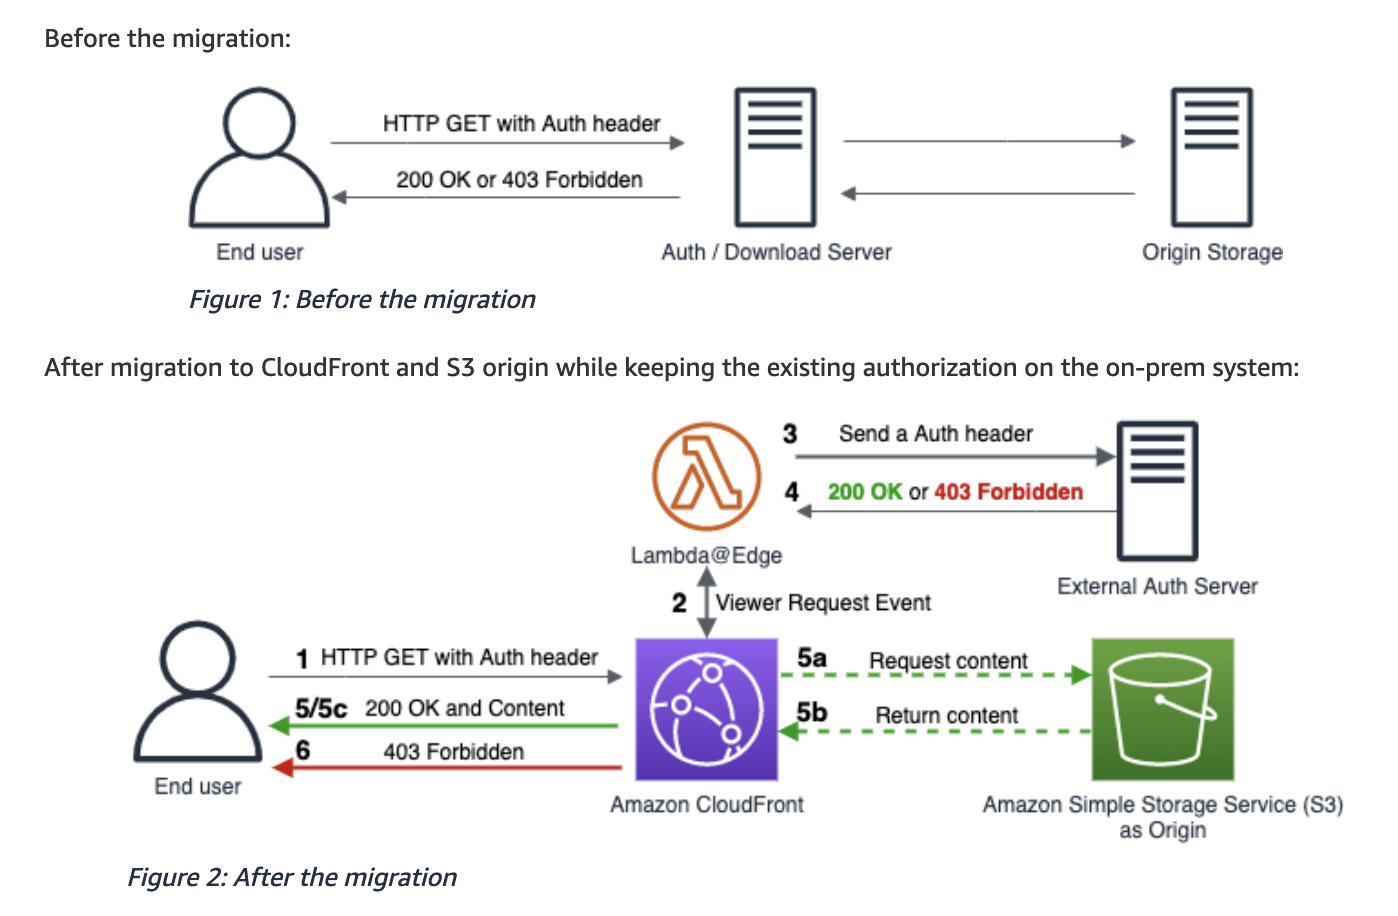 Before the migration:
HTTP GET with Auth header
200 OK or 403 Forbidden
End user
Auth / Download Server
Origin Storage
Figure 1: Before the migration
After migration to CloudFront and S3 origin while keeping the existing authorization on the on-prem system:
3 Send a Auth header
4 200 OK or 403 Forbidden
Lambda@Edge
External Auth Server
2 Viewer Request Event
1 HTTP GET with Auth header
5/5c 200 OK and Content
6 403 Forbidden
5a Request content
5b Return content
End user
Amazon CloudFront
Amazon Simple Storage Service (S3)
as Origin
Figure 2: After the migration